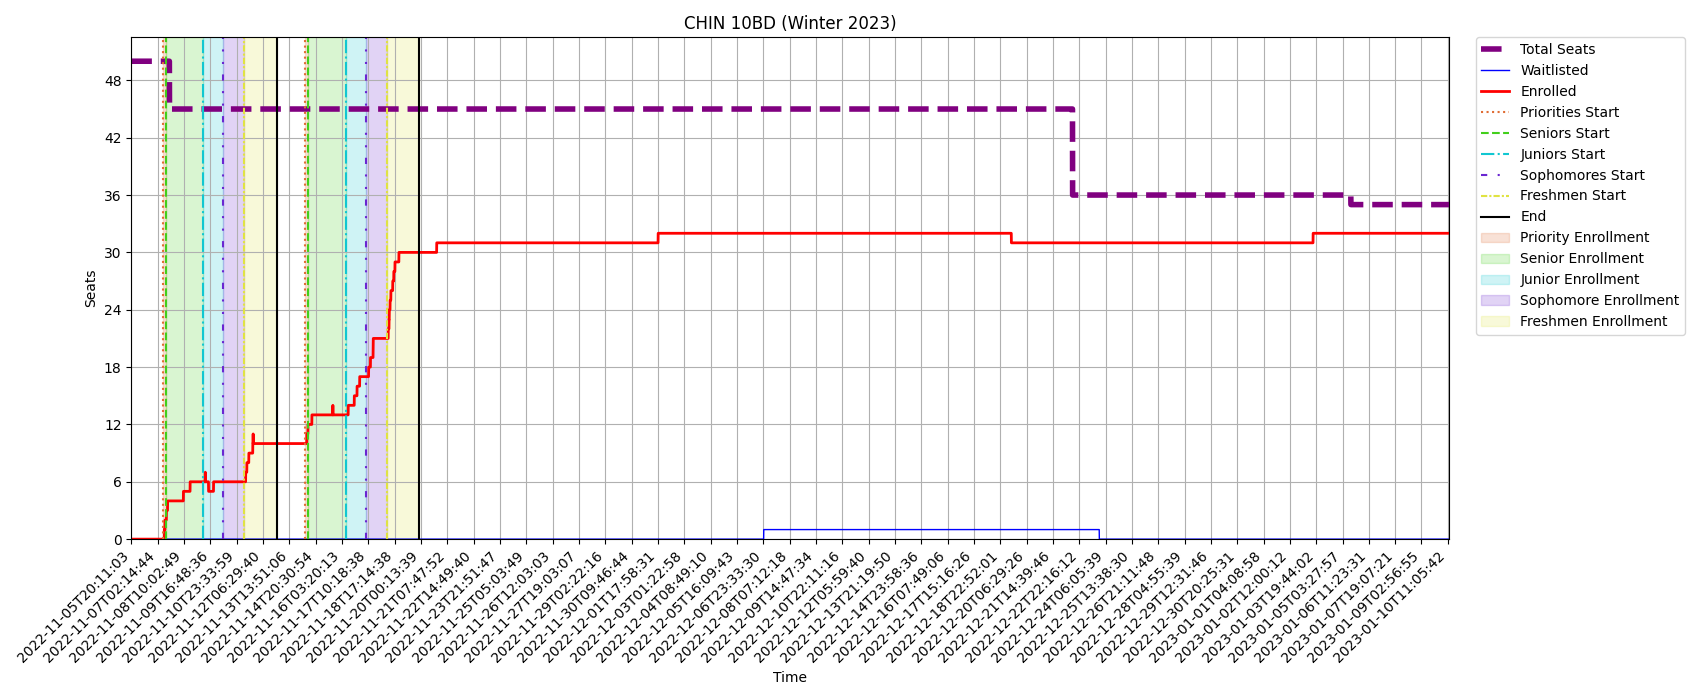 CHIN 10BD (Winter 2023)
Total Seats
Waitlisted
Enrolled
Priorities Start
Seniors Start
Juniors Start
Sophomores Start
Freshmen Start
End
Priority Enrollment
Senior Enrollment
Junior Enrollment
Sophomore Enrollment
Freshmen Enrollment
Seats
48
42
36
30
24
18
12
6
0
2022-11-05T20:11:03
2022-11-07T02:14:44
2022-11-08T10:02:49
2022-11-09T16:48:36
2022-11-10T23:33:59
2022-11-12T06:29:40
2022-11-13T13:51:06
2022-11-14T20:30:54
2022-11-16T03:20:13
2022-11-17T10:18:38
2022-11-18T17:14:38
2022-11-20T00:13:39
2022-11-21T07:47:52
2022-11-22T14:49:40
2022-11-23T21:51:47
2022-11-25T05:03:49
2022-11-26T12:03:03
2022-11-27T19:03:07
2022-11-29T02:22:16
2022-11-30T09:46:44
2022-12-01T17:58:31
2022-12-03T01:22:58
2022-12-04T08:49:10
2022-12-05T16:09:43
2022-12-06T23:33:30
2022-12-08T07:12:18
2022-12-09T14:47:34
2022-12-10T22:11:16
2022-12-12T05:59:40
2022-12-13T21:19:50
2022-12-14T23:58:36
2022-12-16T07:49:06
2022-12-17T15:16:26
2022-12-18T22:52:01
2022-12-20T06:29:26
2022-12-21T14:39:46
2022-12-22T22:16:12
2022-12-24T06:05:39
2022-12-25T13:38:30
2022-12-26T21:11:48
2022-12-28T04:55:39
2022-12-29T12:31:46
2022-12-30T20:25:31
2023-01-01T04:08:58
2023-01-02T12:00:12
2023-01-03T19:44:02
2023-01-05T03:27:57
2023-01-06T11:23:31
2023-01-07T19:07:21
2023-01-09T02:56:55
2023-01-10T11:05:42
Time